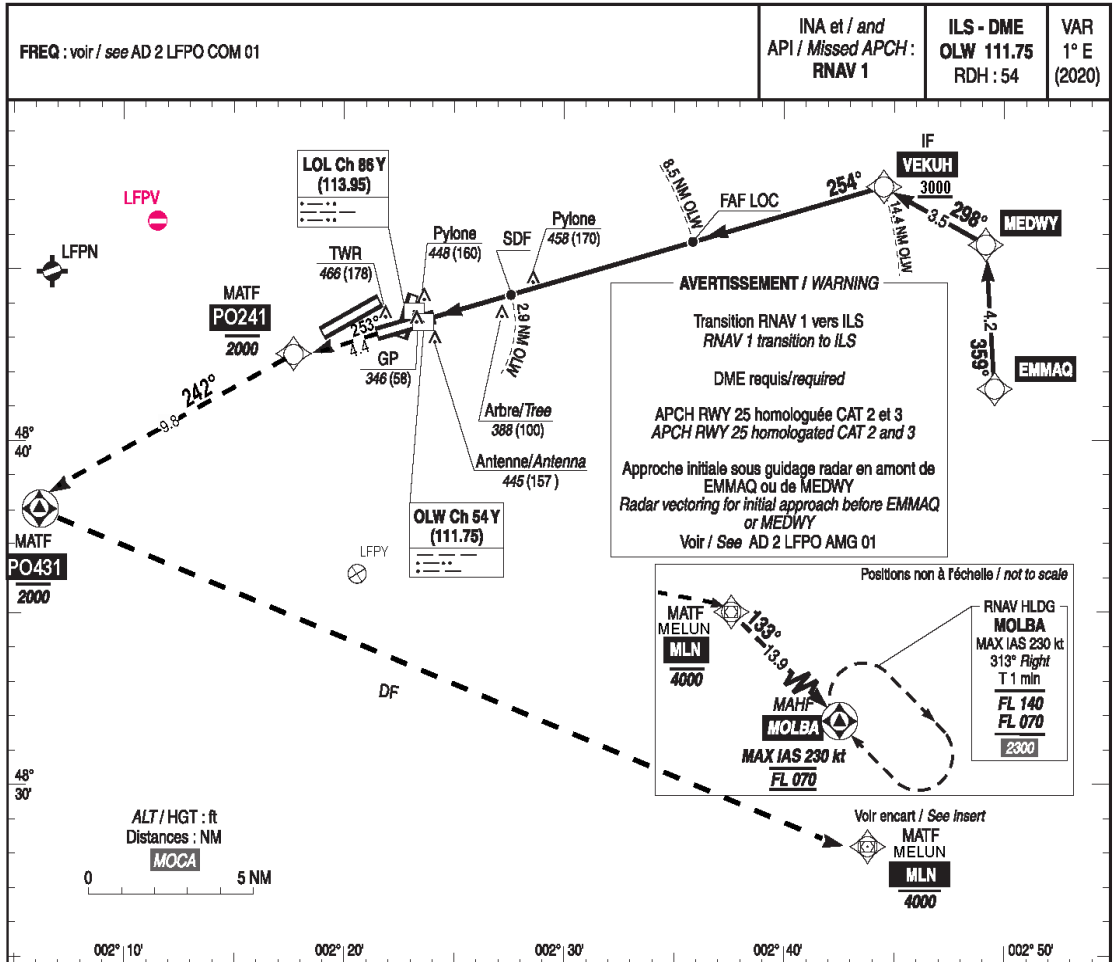 FREQ : voir / see AD 2 LFPO COM 01
INA et / and
API / Missed APCH :
RNAV 1
ILS - DME
OLW 111.75
RDH : 54
VAR
1° E
(2020)
LOL Ch 86 Y
(113.95)
LFPV
LFPN
TWR
466 (178)
Pylone
448 (160)
SDF
Pylone
458 (170)
8.5 NM OLW
FAF LOC
254°
IF
VEKUH
3000
14.4 NM OLW
298°
3.5
MEDWY
4.2
359°
EMMAQ
MATF
PO241
2000
253°
4.4
GP
346 (58)
2.9 NM OLW
Arbre/Tree
388 (100)
Antenne/Antenna
445 (157 )
OLW Ch 54 Y
(111.75)
242°
9.8
48°
40'
MATF
PO431
2000
LFPY
AVERTISSEMENT / WARNING
Transition RNAV 1 vers ILS
RNAV 1 transition to ILS
DME requis/required
APCH RWY 25 homologuée CAT 2 et 3
APCH RWY 25 homologated CAT 2 and 3
Approche initiale sous guidage radar en amont de
EMMAQ ou de MEDWY
Radar vectoring for initial approach before EMMAQ
or MEDWY
Voir / See AD 2 LFPO AMG 01
Positions non à l'échelle / not to scale
MATF
MELUN
MLN
4000
133°
13.9
MAHF
MOLBA
MAX IAS 230 kt
FL 070
RNAV HLDG
MOLBA
MAX IAS 230 kt
313° Right
T 1 min
FL 140
FL 070
2300
DF
48°
30'
ALT / HGT : ft
Distances : NM
MOCA
0 5 NM
Voir encart / See insert
MATF
MELUN
MLN
4000
002° 10'
002° 20'
002° 30'
002° 40'
002° 50'